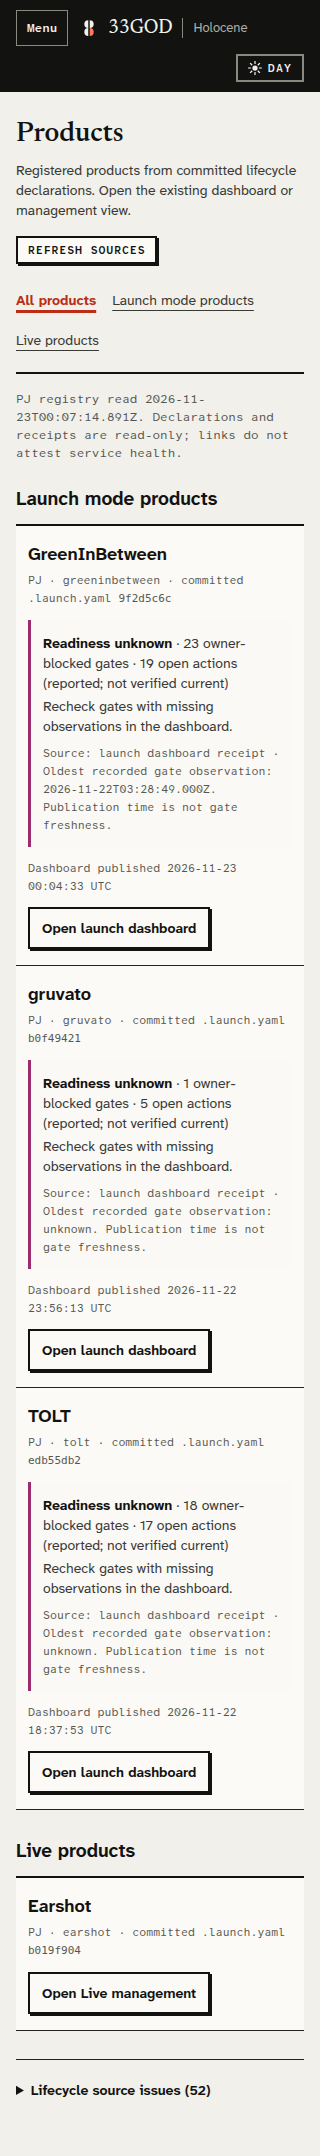 Menu
33GOD
Holocene
DAY
Products
Registered products from committed lifecycle
declarations. Open the existing dashboard or
management view.
REFRESH SOURCES
All products
Launch mode products
Live products
PJ registry read 2026-11-
23T00:07:14.891Z. Declarations and
receipts are read-only; links do not
attest service health.
Launch mode products
GreenInBetween
PJ · greeninbetween · committed
.launch.yaml 9f2d5c6c
Readiness unknown · 23 owner-
blocked gates · 19 open actions
(reported; not verified current)
Recheck gates with missing
observations in the dashboard.
Source: launch dashboard receipt ·
Oldest recorded gate observation:
2026-11-22T03:28:49.000Z.
Publication time is not gate
freshness.
Dashboard published 2026-11-23
00:04:33 UTC
Open launch dashboard
gruvato
PJ · gruvato · committed .launch.yaml
b0f49421
Readiness unknown · 1 owner-
blocked gates · 5 open actions
(reported; not verified current)
Recheck gates with missing
observations in the dashboard.
Source: launch dashboard receipt ·
Oldest recorded gate observation:
unknown. Publication time is not
gate freshness.
Dashboard published 2026-11-22
23:56:13 UTC
Open launch dashboard
TOLT
PJ · tolt · committed .launch.yaml
edb55db2
Readiness unknown · 18 owner-
blocked gates · 17 open actions
(reported; not verified current)
Recheck gates with missing
observations in the dashboard.
Source: launch dashboard receipt ·
Oldest recorded gate observation:
unknown. Publication time is not
gate freshness.
Dashboard published 2026-11-22
18:37:53 UTC
Open launch dashboard
Live products
Earshot
PJ · earshot · committed .launch.yaml
b019f904
Open Live management
Lifecycle source issues (52)